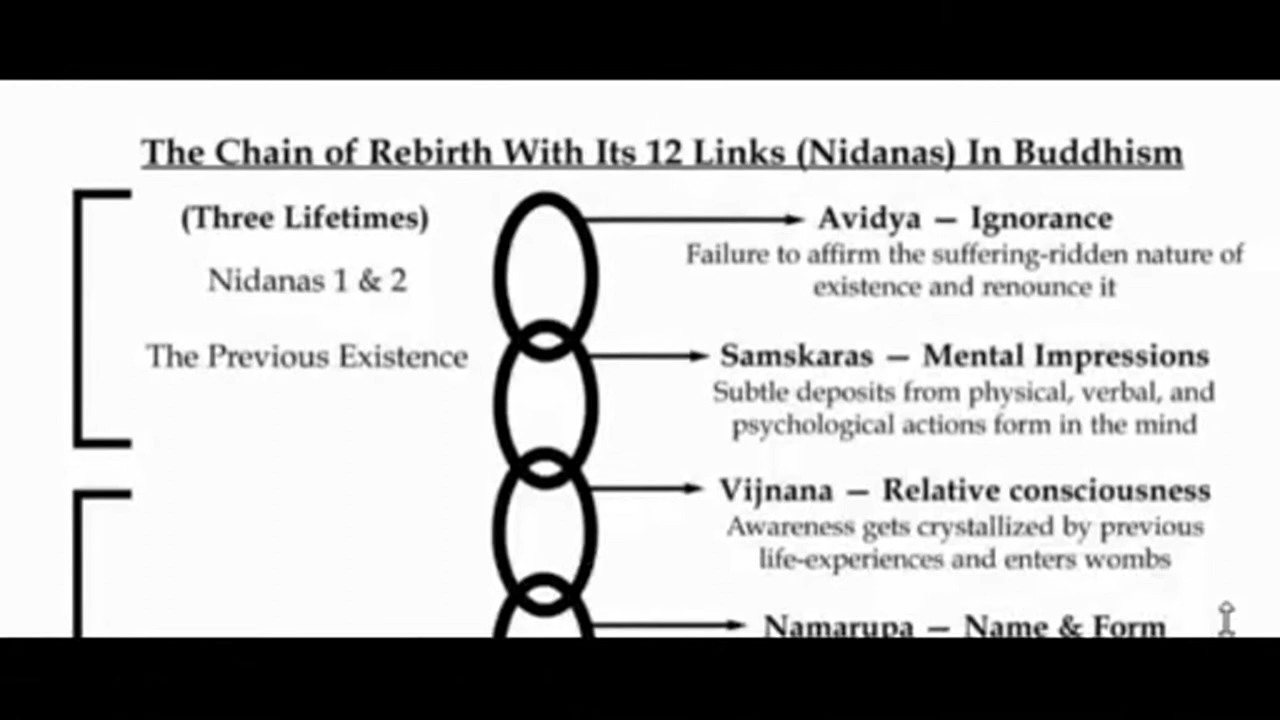 The Chain of Rebirth With Its 12 Links (Nidanas) In Buddhism
(Three Lifetimes)
Nidanas 1 & 2
The Previous Existence
Avidya — Ignorance
Failure to affirm the suffering-ridden nature of
existence and renounce it
Samskaras — Mental Impressions
Subtle deposits from physical, verbal, and
psychological actions form in the mind
Vijnana — Relative consciousness
Awareness gets crystallized by previous
life-experiences and enters wombs
Namarupa — Name & Form